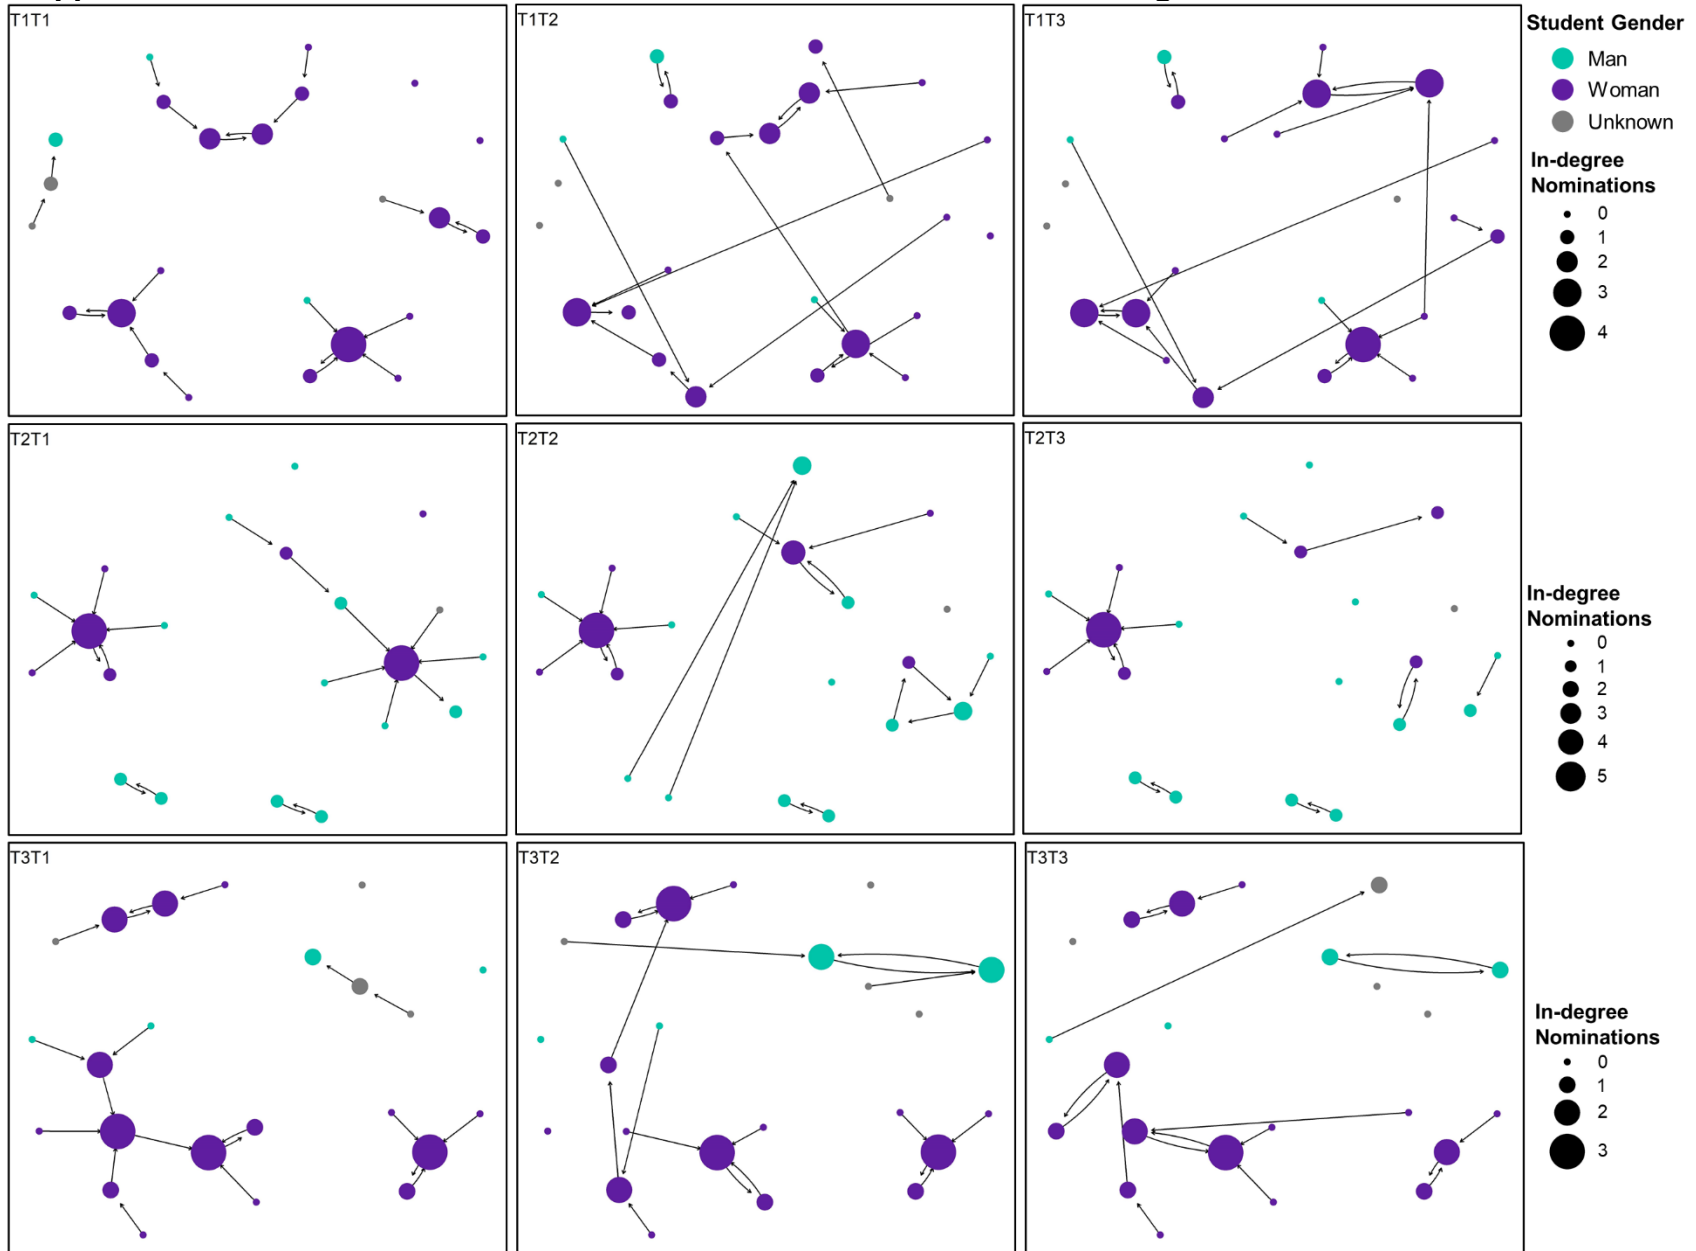 T1T1
T1T2
T1T3
Student Gender
Man
Woman
Unknown
In-degree
Nominations
0
1
2
3
4
T2T1
T2T2
T2T3
In-degree
Nominations
0
1
2
3
4
5
T3T1
T3T2
T3T3
In-degree
Nominations
0
1
2
3